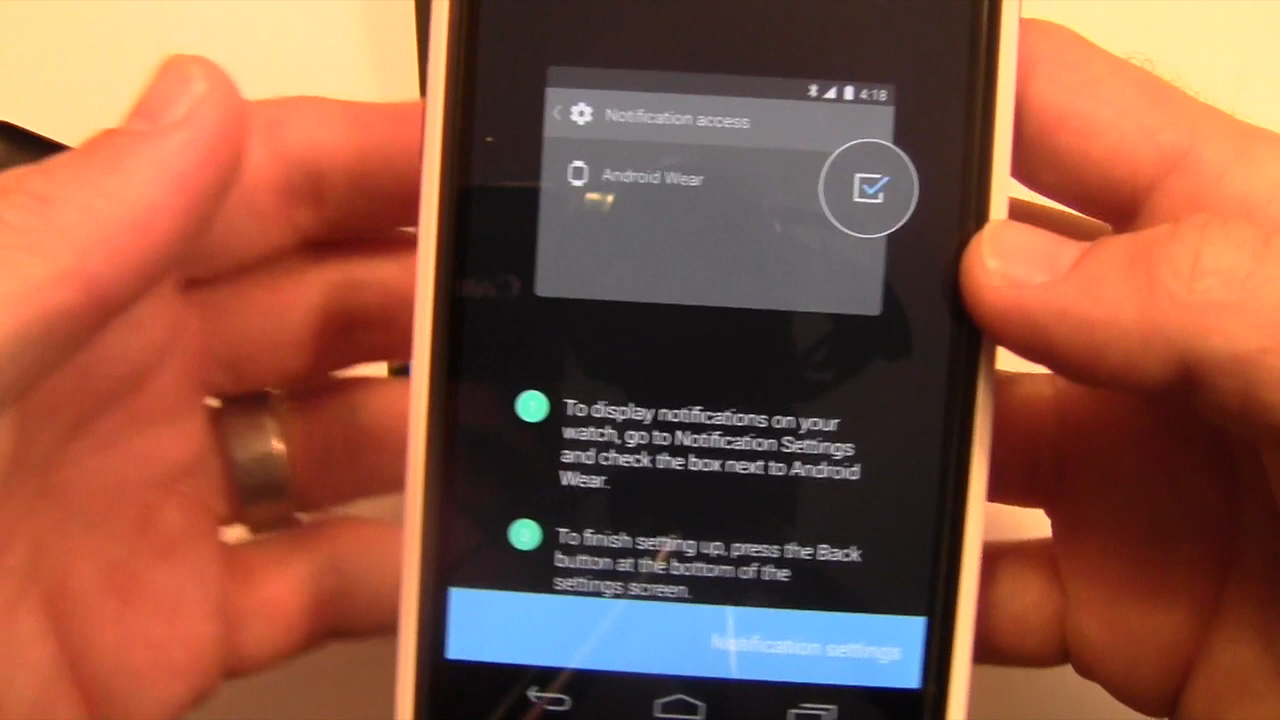 4:18
Notification access
Android Wear
1 To display notifications on your
watch, go to Notification Settings
and check the box next to Android
Wear.
2 To finish setting up, press the Back
button at the bottom of the
settings screen.
Notification settings